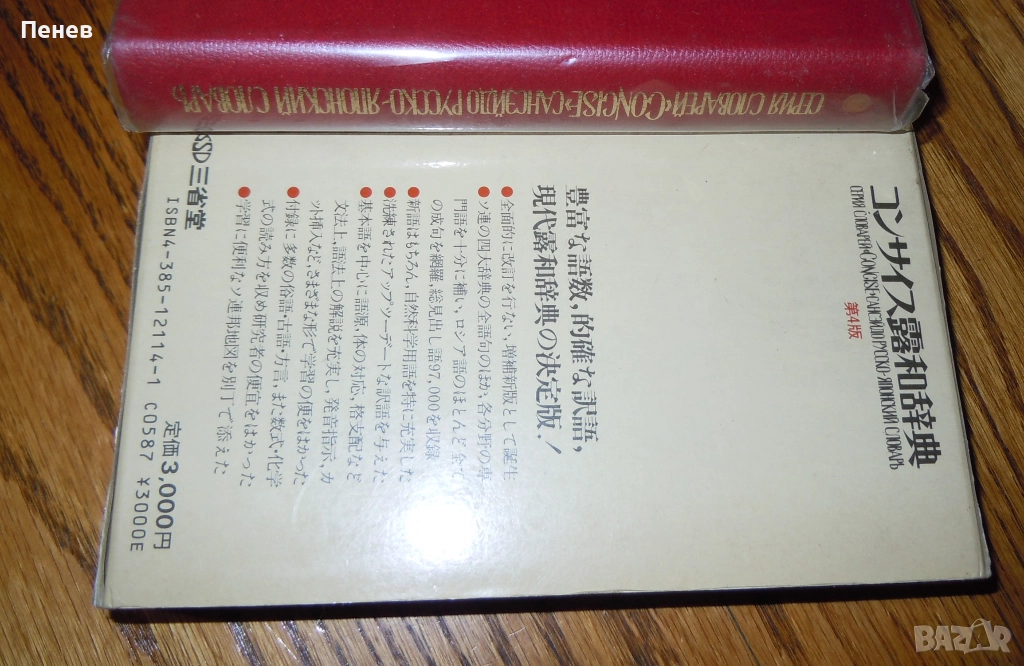 Пенев
СЕРИЯ СЛОВАРЕЙ «CONCISE» САНСЭЙДО РУССКО-ЯПОНСКИЙ СЛОВАРЬ
コンサイス露和辞典
СЕРИЯ СЛОВАРЕЙ «CONCISE» САНСЭЙДО РУССКО-ЯПОНСКИЙ СЛОВАРЬ
第4版
豊富な語数,的確な訳語,
現代露和辞典の決定版!
●全面的に改訂を行ない,増補新版として誕生
●ソ連の四大辞典の全語句のほか,各分野の専
門語を十分に補い,ロシア語のほとんど全て
の成句を網羅,総見出し語97,000を収録
●新語はもちろん,自然科学用語を特に充実した
●洗練されたアップツーデートな訳語を与えた
●基本語を中心に語源,体の対応,格支配など
文法上,語法上の解説を充実し,発音指示,カ
ット挿入など,さまざまな形で学習の便をはかった
●付録に多数の俗語・古語・方言,また数式・化学
式の読み方を収め研究者の便宜をはかった
●学習に便利なソ連邦地図を別丁で添えた
SSD三省堂
ISBN4-385-12114-1 C0587 ¥3000E
定価3,000円
BAZAR